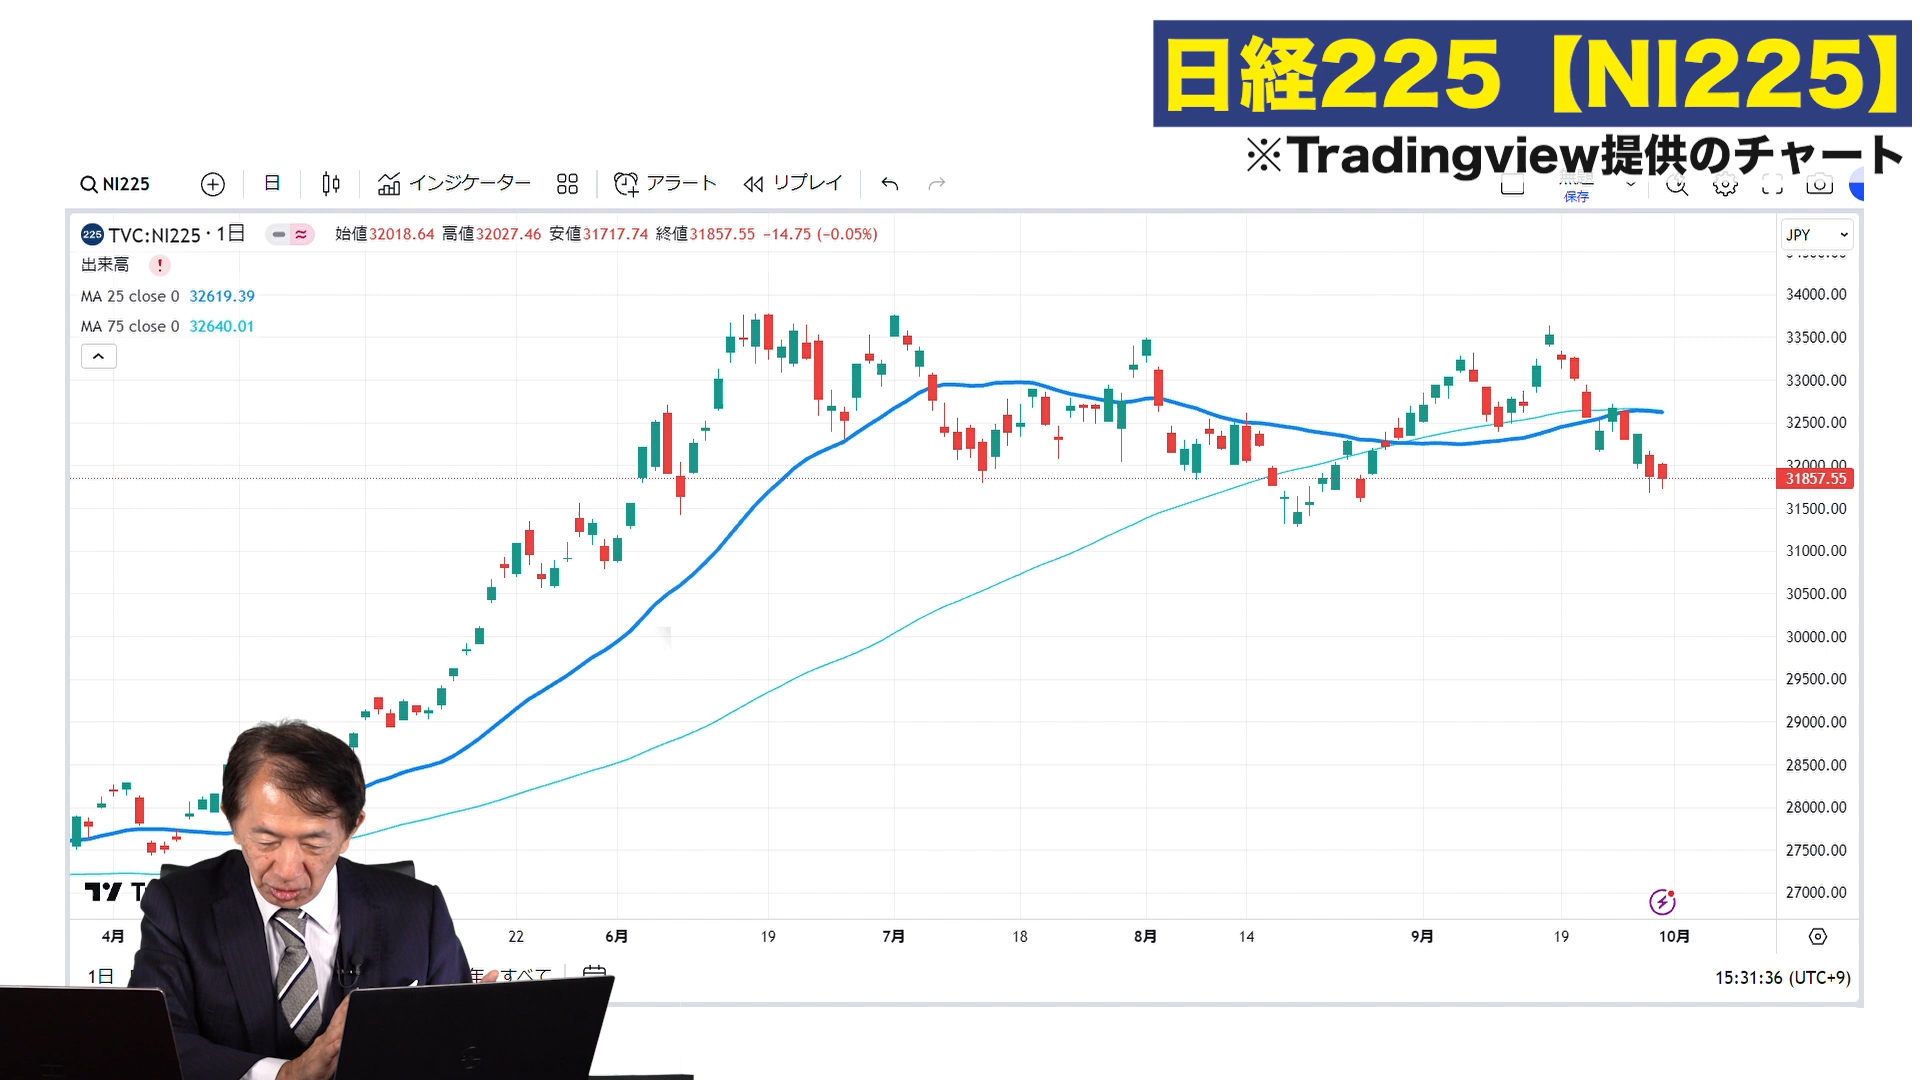 日経225【NI225】
※Tradingview提供のチャート
NI225
日
インジケーター
アラート
リプレイ
保存
225 TVC:NI225・1日
始値32018.64 高値32027.46 安値31717.74 終値31857.55 −14.75 (−0.05%)
JPY
出来高
MA 25 close 0 32619.39
MA 75 close 0 32640.01
34000.00
33500.00
33000.00
32500.00
32000.00
31857.55
31500.00
31000.00
30500.00
30000.00
29500.00
29000.00
28500.00
28000.00
27500.00
27000.00
4月 22 6月 19 7月 18 8月 14 9月 19 10月
1日 年 すべて
15:31:36 (UTC+9)